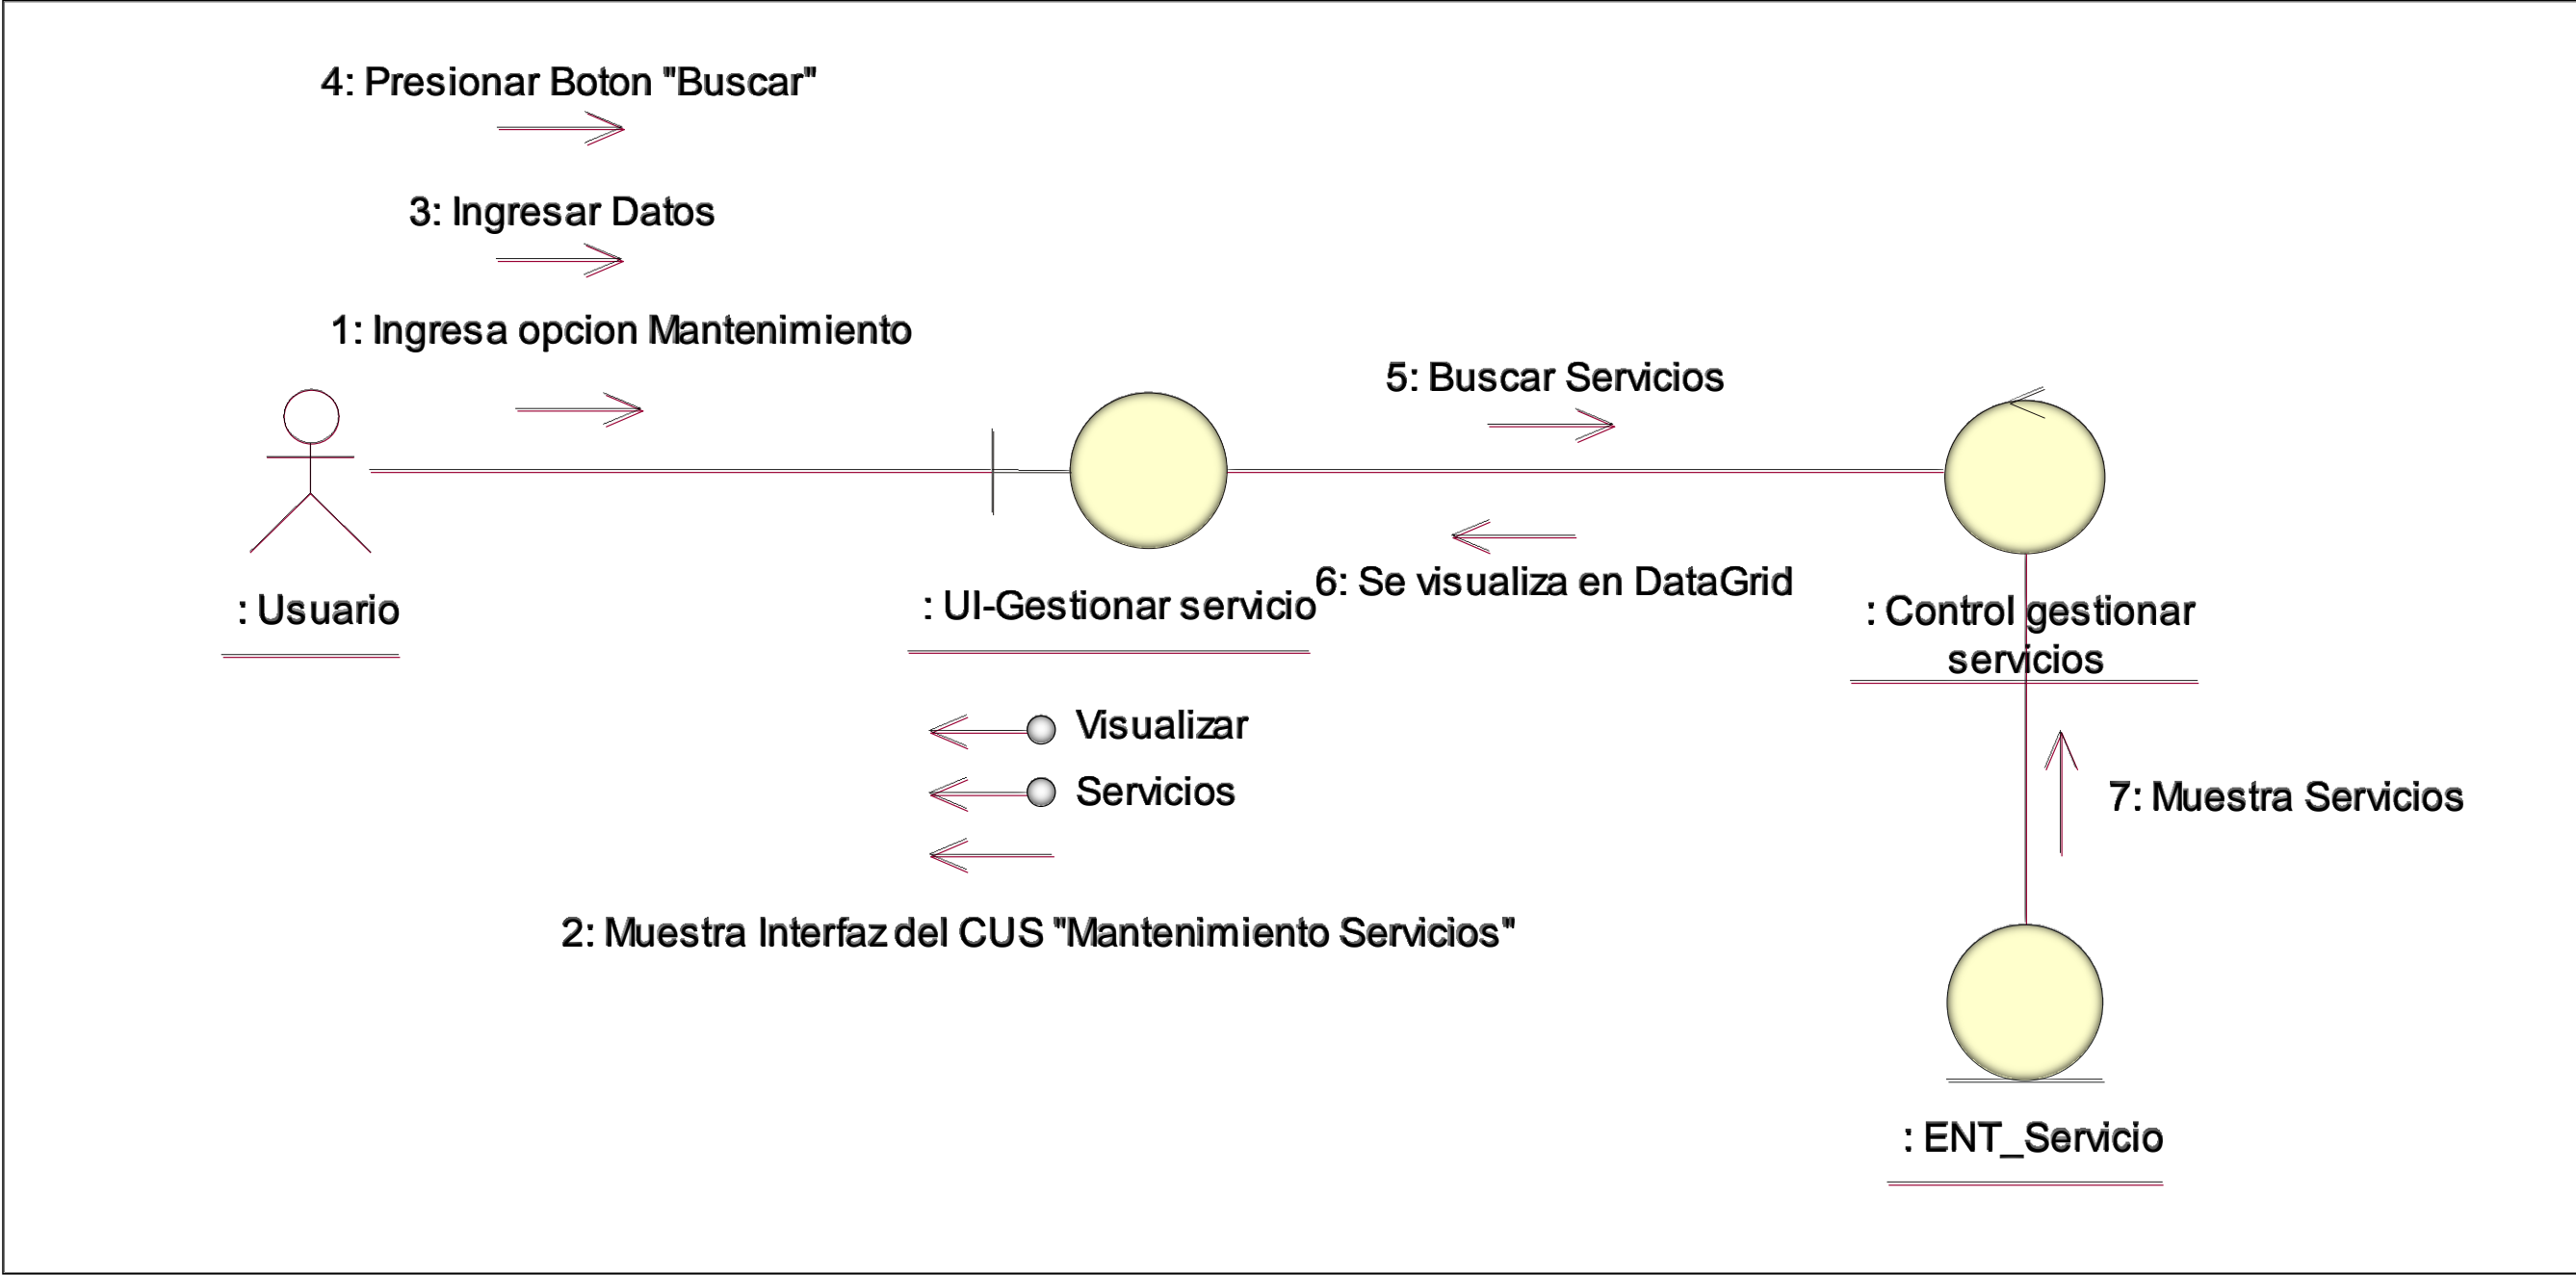 4: Presionar Boton "Buscar"
3: Ingresar Datos
1: Ingresa opcion Mantenimiento
5: Buscar Servicios
6: Se visualiza en DataGrid
: Usuario
: UI-Gestionar servicio
: Control gestionar
servicios
Visualizar
Servicios
7: Muestra Servicios
2: Muestra Interfaz del CUS "Mantenimiento Servicios"
: ENT_Servicio